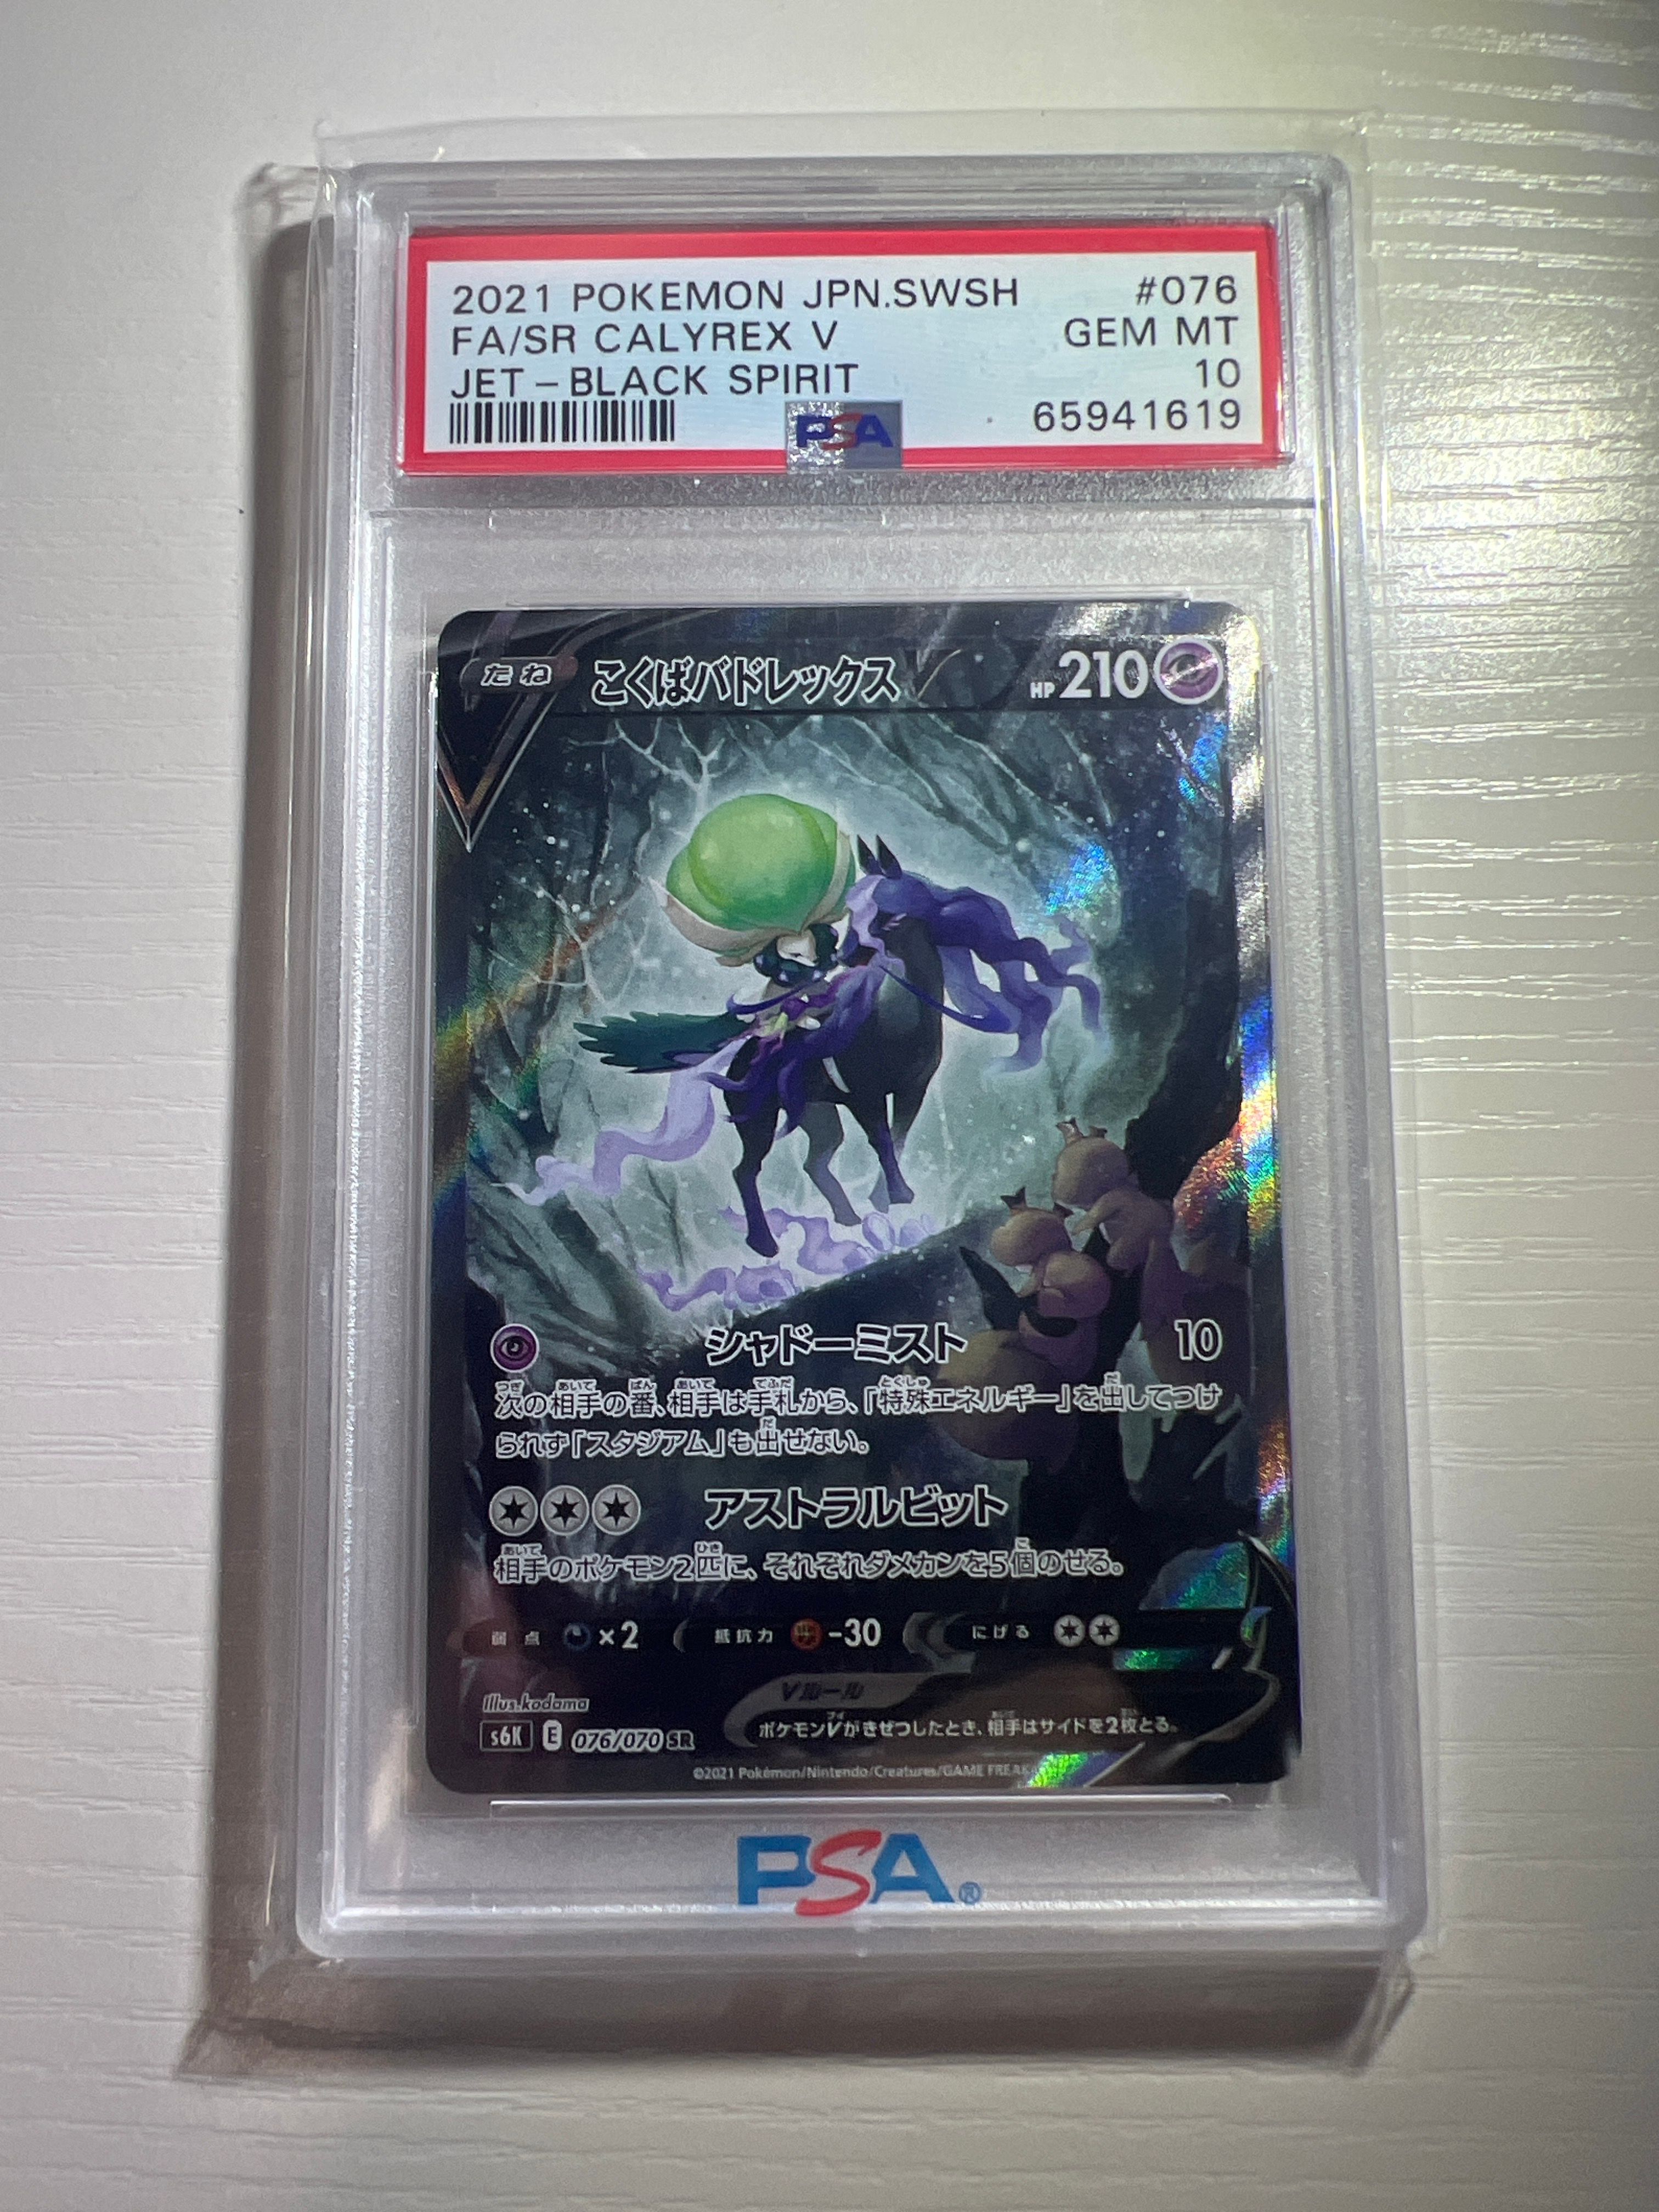 2021 POKEMON JPN.SWSH #076
FA/SR CALYREX V GEM MT
JET-BLACK SPIRIT 10
PSA 65941619
たね こくばバドレックス V HP 210
シャドーミスト 10
次の相手の番、相手は手札から、「特殊エネルギー」を出してつけ
られず「スタジアム」も出せない。
アストラルビット
相手のポケモン2匹に、それぞれダメカンを5個のせる。
弱点 ×2 抵抗力 -30 にげる
Vルール
Illus.kodama
ポケモンVがきぜつしたとき、相手はサイドを2枚とる。
s6K E 076/070 SR
©2021 Pokémon/Nintendo/Creatures/GAME FREAK
PSA®